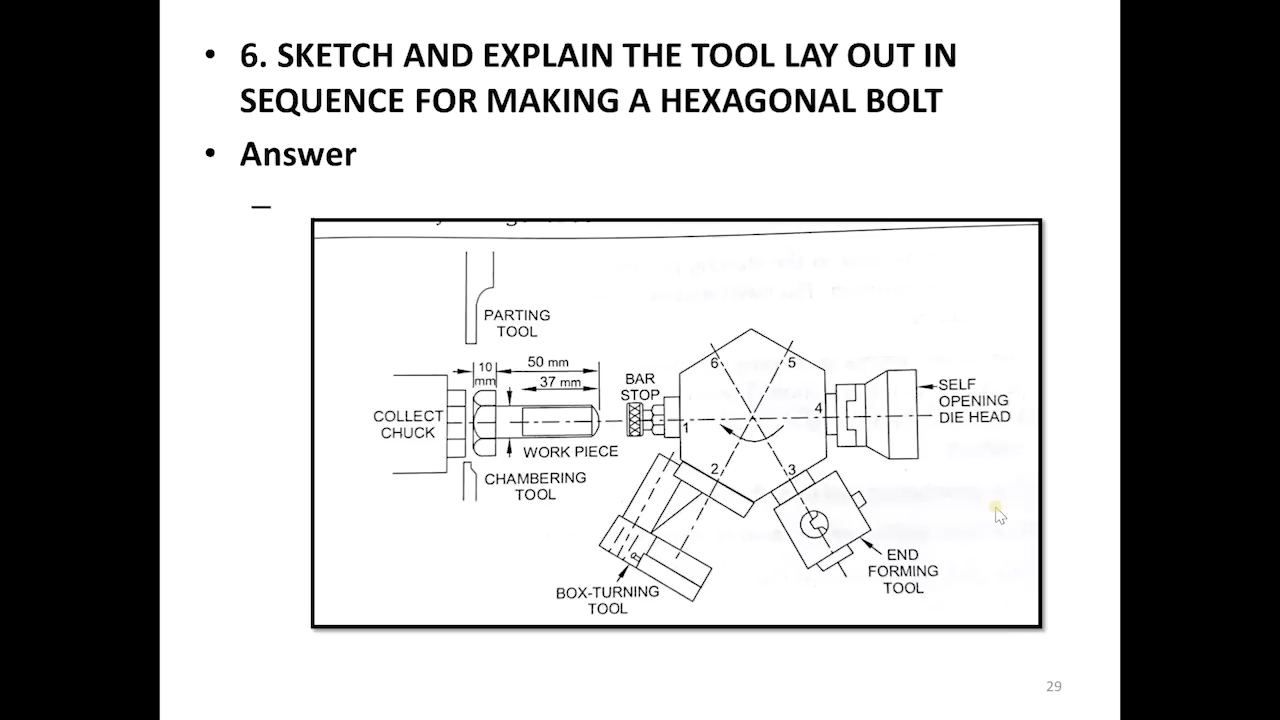 • 6. SKETCH AND EXPLAIN THE TOOL LAY OUT IN
SEQUENCE FOR MAKING A HEXAGONAL BOLT
• Answer
–
PARTING
TOOL
10
mm
50 mm
37 mm
BAR
STOP
COLLECT
CHUCK
WORK PIECE
CHAMBERING
TOOL
6
5
1
4
2
3
SELF
OPENING
DIE HEAD
BOX-TURNING
TOOL
END
FORMING
TOOL
29